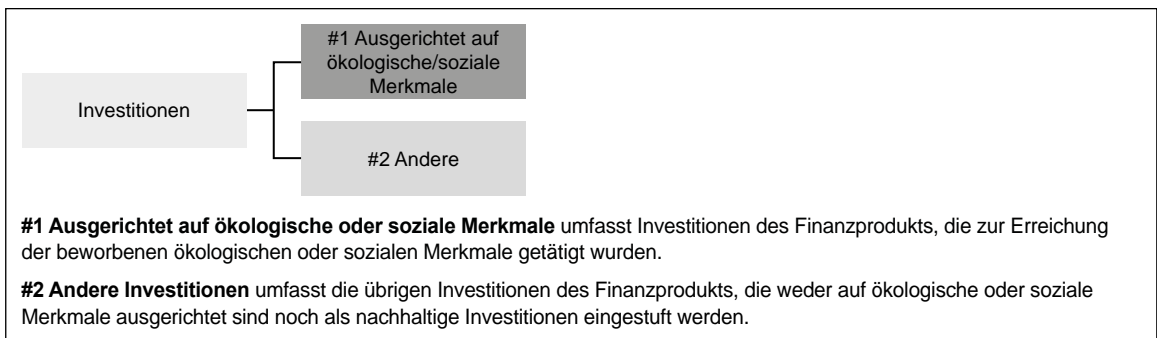 #1 Ausgerichtet auf
ökologische/soziale
Merkmale
Investitionen
#2 Andere
#1 Ausgerichtet auf ökologische oder soziale Merkmale umfasst Investitionen des Finanzprodukts, die zur Erreichung
der beworbenen ökologischen oder sozialen Merkmale getätigt wurden.
#2 Andere Investitionen umfasst die übrigen Investitionen des Finanzprodukts, die weder auf ökologische oder soziale
Merkmale ausgerichtet sind noch als nachhaltige Investitionen eingestuft werden.